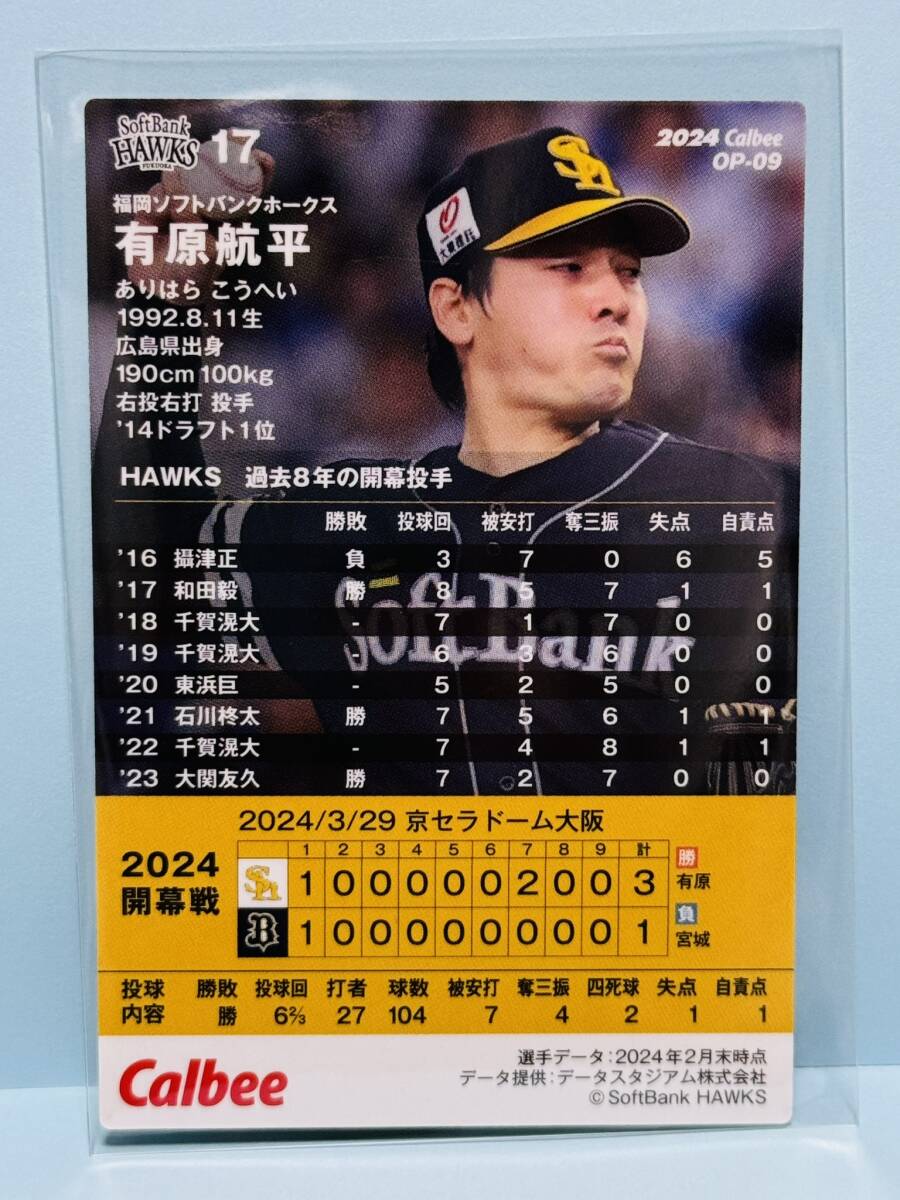 SoftBank
HAWKS
FUKUOKA
17
2024 Calbee
OP-09
福岡ソフトバンクホークス
有原航平
ありはら こうへい
1992.8.11生
広島県出身
190cm 100kg
右投右打 投手
'14ドラフト1位
HAWKS 過去8年の開幕投手
勝敗 投球回 被安打 奪三振 失点 自責点
'16 攝津正 負 3 7 0 6 5
'17 和田毅 勝 8 5 7 1 1
'18 千賀滉大 - 7 1 7 0 0
'19 千賀滉大 - 6 3 6 0 0
'20 東浜巨 - 5 2 5 0 0
'21 石川柊太 勝 7 5 6 1 1
'22 千賀滉大 - 7 4 8 1 1
'23 大関友久 勝 7 2 7 0 0
SoftBank
2024/3/29 京セラドーム大阪
2024
開幕戦
1 2 3 4 5 6 7 8 9 計
SH 1 0 0 0 0 0 2 0 0 3
B 1 0 0 0 0 0 0 0 0 1
勝
有原
負
宮城
投球内容 勝敗 投球回 打者 球数 被安打 奪三振 四死球 失点 自責点
勝 6⅔ 27 104 7 4 2 1 1
Calbee
選手データ:2024年2月末時点
データ提供:データスタジアム株式会社
©SoftBank HAWKS